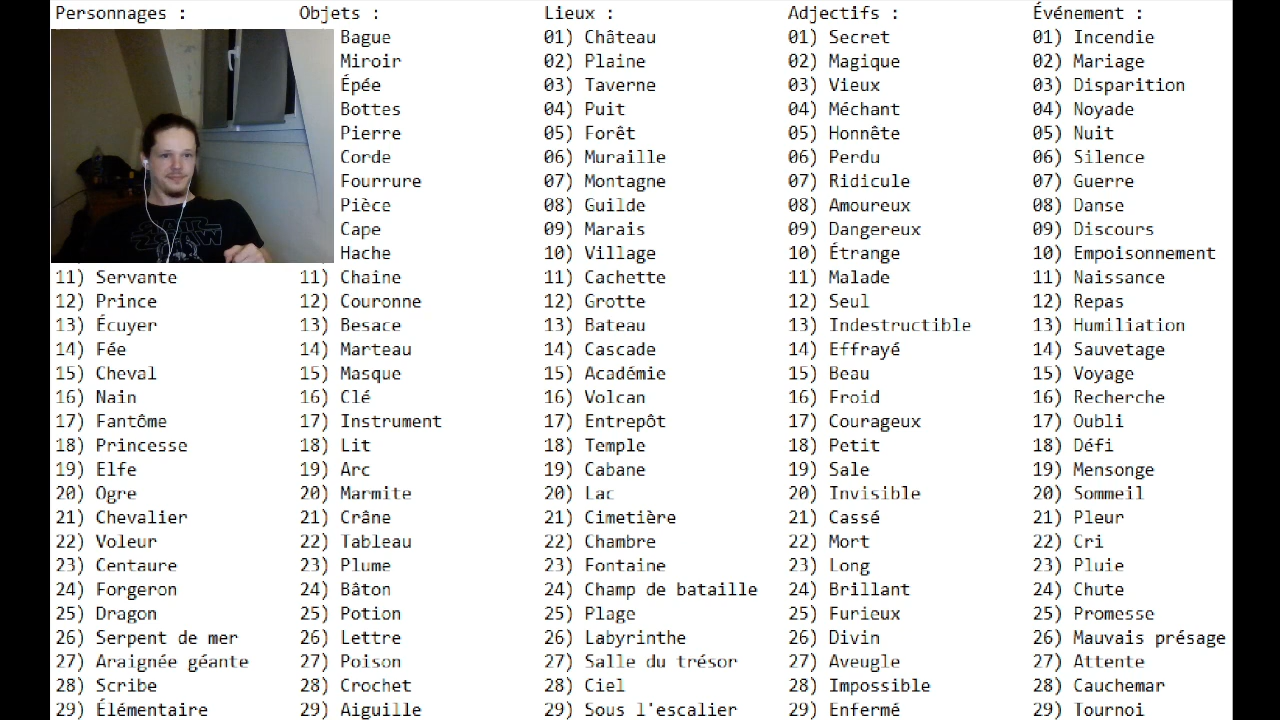 Personnages : Objets : Lieux : Adjectifs : Événement :
Bague 01) Château 01) Secret 01) Incendie
Miroir 02) Plaine 02) Magique 02) Mariage
Épée 03) Taverne 03) Vieux 03) Disparition
Bottes 04) Puit 04) Méchant 04) Noyade
Pierre 05) Forêt 05) Honnête 05) Nuit
Corde 06) Muraille 06) Perdu 06) Silence
Fourrure 07) Montagne 07) Ridicule 07) Guerre
Pièce 08) Guilde 08) Amoureux 08) Danse
Cape 09) Marais 09) Dangereux 09) Discours
Hache 10) Village 10) Étrange 10) Empoisonnement
11) Servante 11) Chaine 11) Cachette 11) Malade 11) Naissance
12) Prince 12) Couronne 12) Grotte 12) Seul 12) Repas
13) Écuyer 13) Besace 13) Bateau 13) Indestructible 13) Humiliation
14) Fée 14) Marteau 14) Cascade 14) Effrayé 14) Sauvetage
15) Cheval 15) Masque 15) Académie 15) Beau 15) Voyage
16) Nain 16) Clé 16) Volcan 16) Froid 16) Recherche
17) Fantôme 17) Instrument 17) Entrepôt 17) Courageux 17) Oubli
18) Princesse 18) Lit 18) Temple 18) Petit 18) Défi
19) Elfe 19) Arc 19) Cabane 19) Sale 19) Mensonge
20) Ogre 20) Marmite 20) Lac 20) Invisible 20) Sommeil
21) Chevalier 21) Crâne 21) Cimetière 21) Cassé 21) Pleur
22) Voleur 22) Tableau 22) Chambre 22) Mort 22) Cri
23) Centaure 23) Plume 23) Fontaine 23) Long 23) Pluie
24) Forgeron 24) Bâton 24) Champ de bataille 24) Brillant 24) Chute
25) Dragon 25) Potion 25) Plage 25) Furieux 25) Promesse
26) Serpent de mer 26) Lettre 26) Labyrinthe 26) Divin 26) Mauvais présage
27) Araignée géante 27) Poison 27) Salle du trésor 27) Aveugle 27) Attente
28) Scribe 28) Crochet 28) Ciel 28) Impossible 28) Cauchemar
29) Élémentaire 29) Aiguille 29) Sous l'escalier 29) Enfermé 29) Tournoi